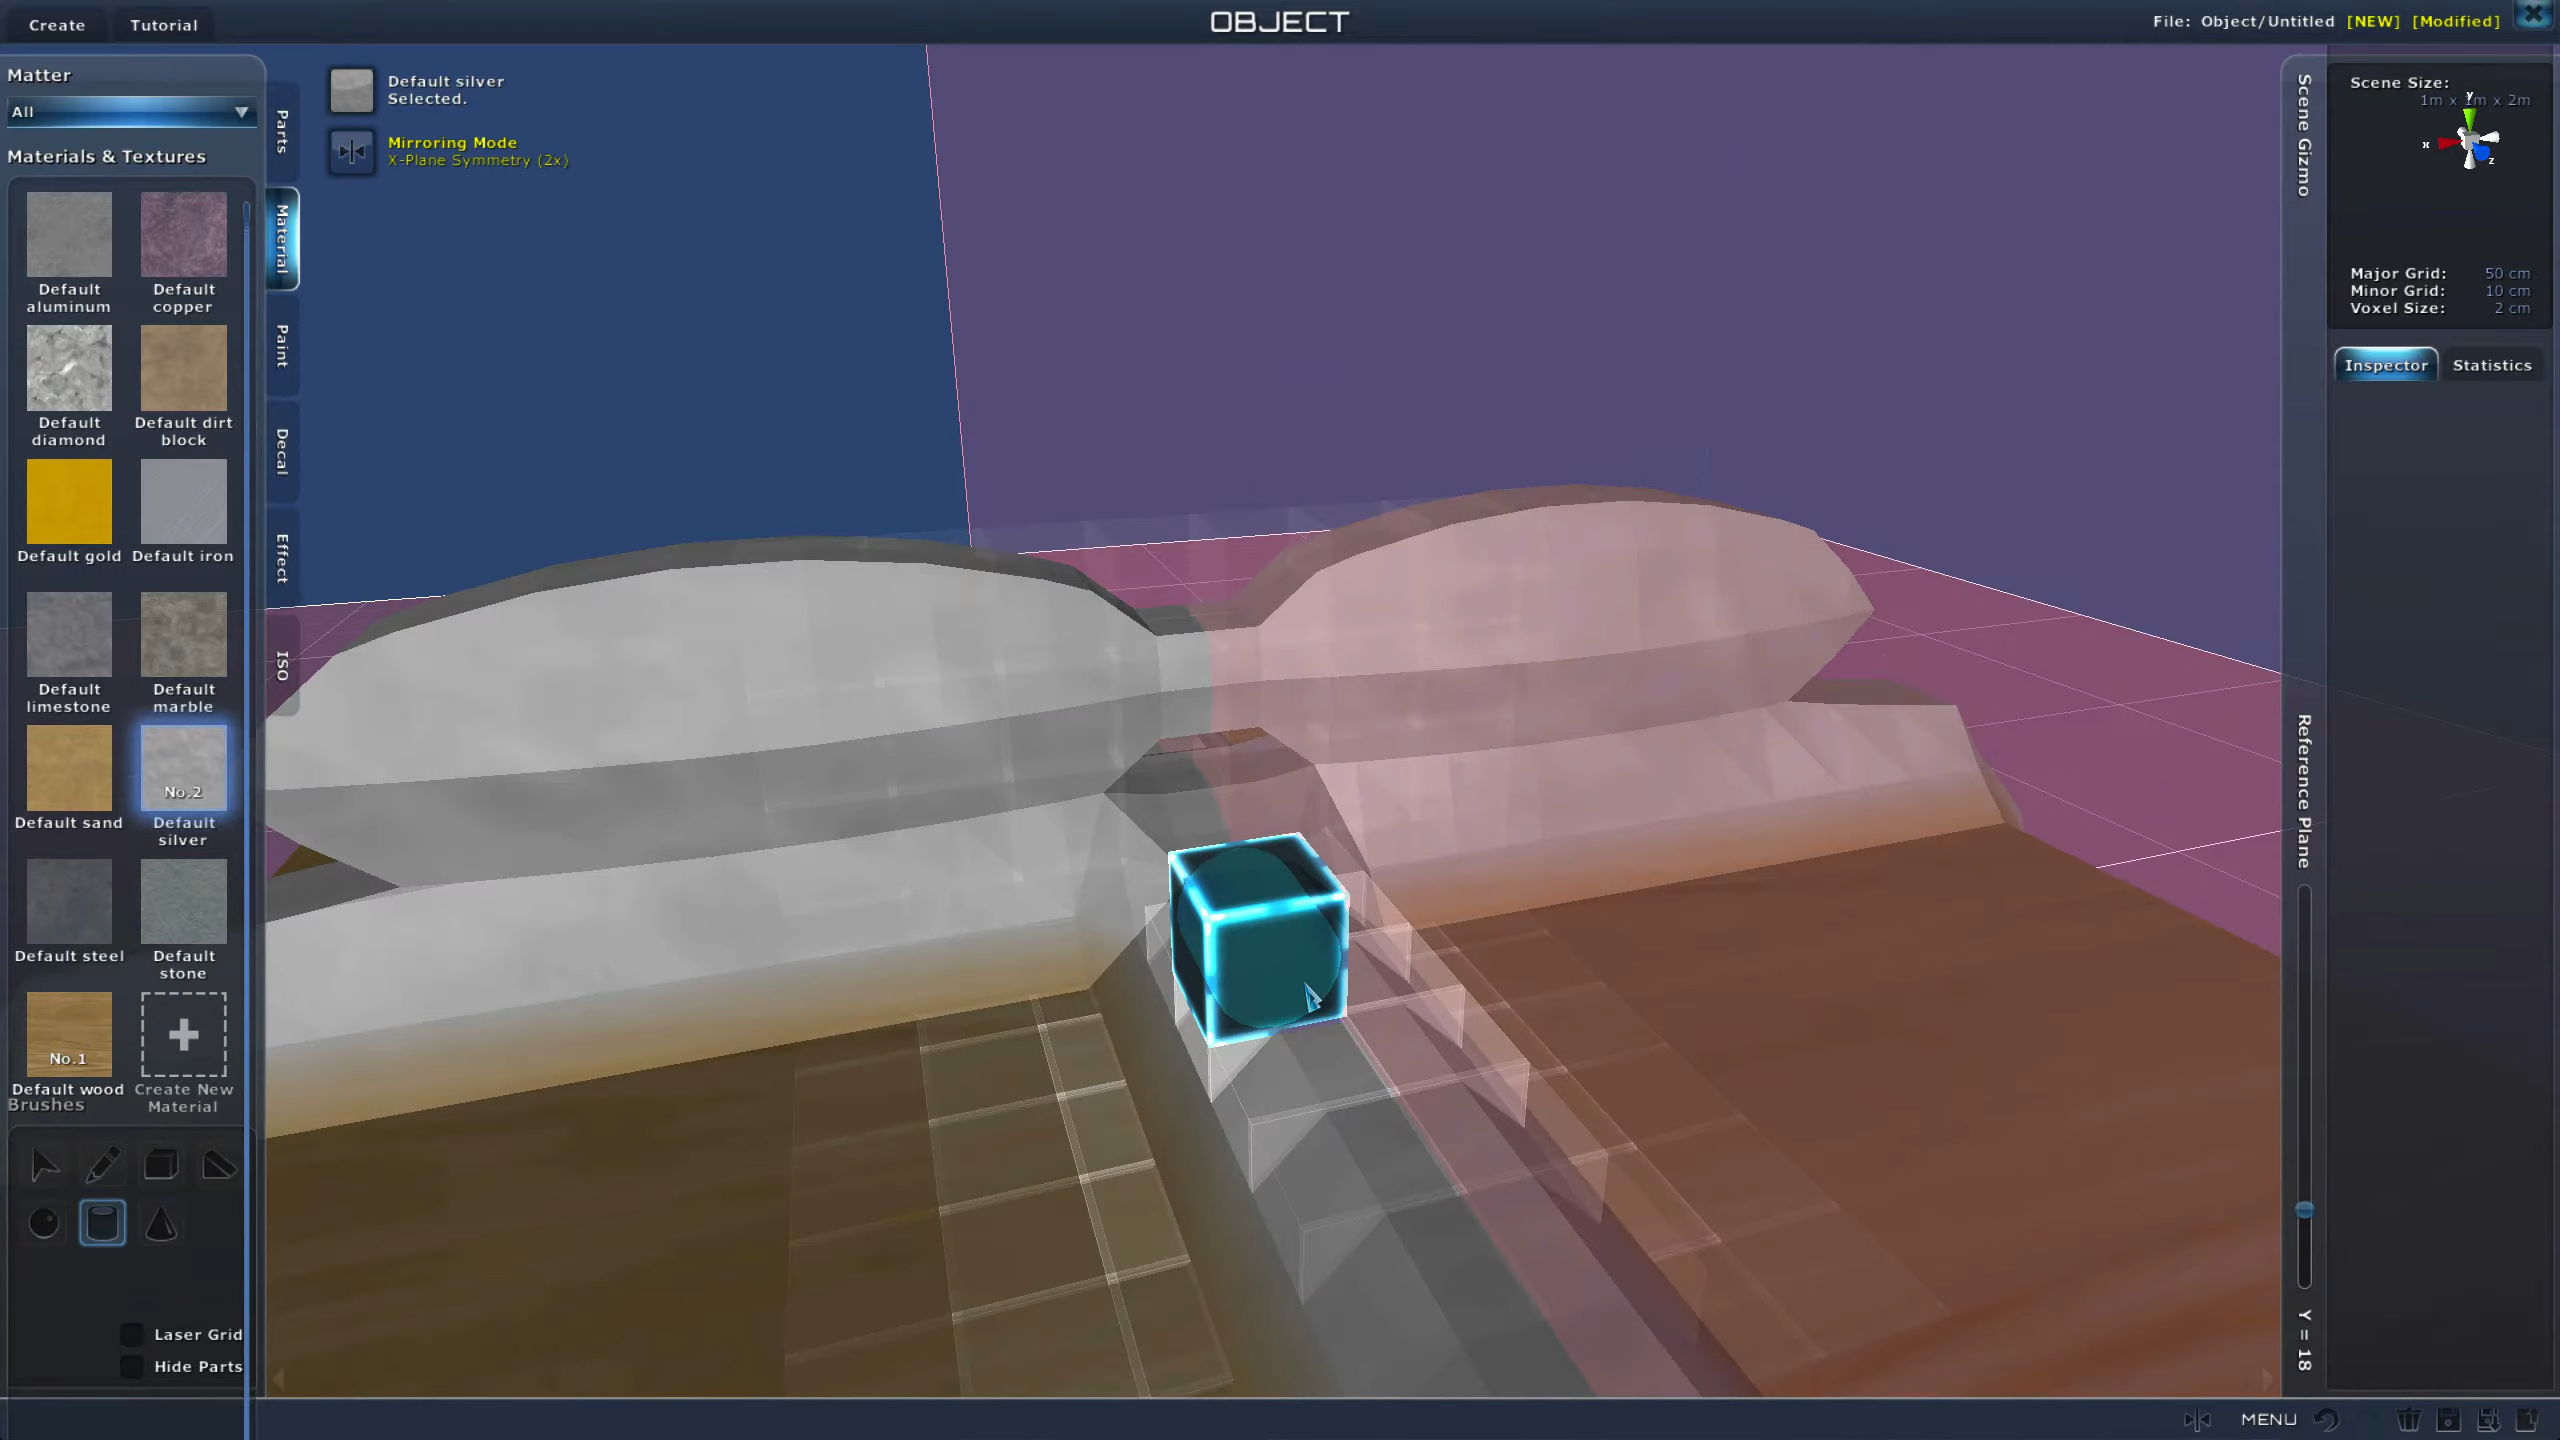 Create
Tutorial
OBJECT
File: Object/Untitled [NEW] [Modified]
Matter
All
Materials & Textures
Default aluminum
Default copper
Default diamond
Default dirt block
Default gold
Default iron
Default limestone
Default marble
Default sand
No.2
Default silver
Default steel
Default stone
No.1
Default wood
Create New Material
Brushes
Laser Grid
Hide Parts
Parts
Material
Paint
Decal
Effect
ISO
Default silver
Selected.
Mirroring Mode
X-Plane Symmetry (2x)
Scene Gizmo
Reference Plane
Y = 18
Scene Size:
1m x 1m x 2m
y
x
z
Major Grid: 50 cm
Minor Grid: 10 cm
Voxel Size: 2 cm
Inspector
Statistics
MENU